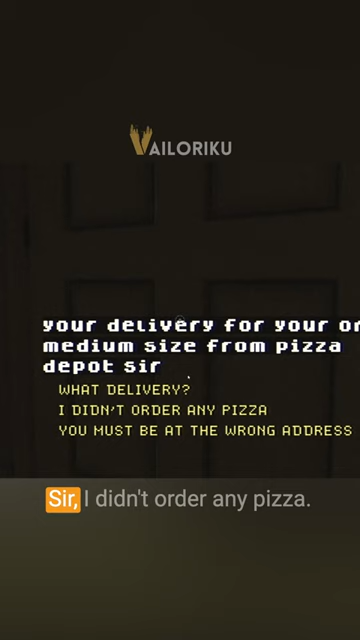 VAILORIKU
your delivery for your or
medium size from pizza
depot sir
WHAT DELIVERY?
I DIDN'T ORDER ANY PIZZA
YOU MUST BE AT THE WRONG ADDRESS
Sir, I didn't order any pizza.